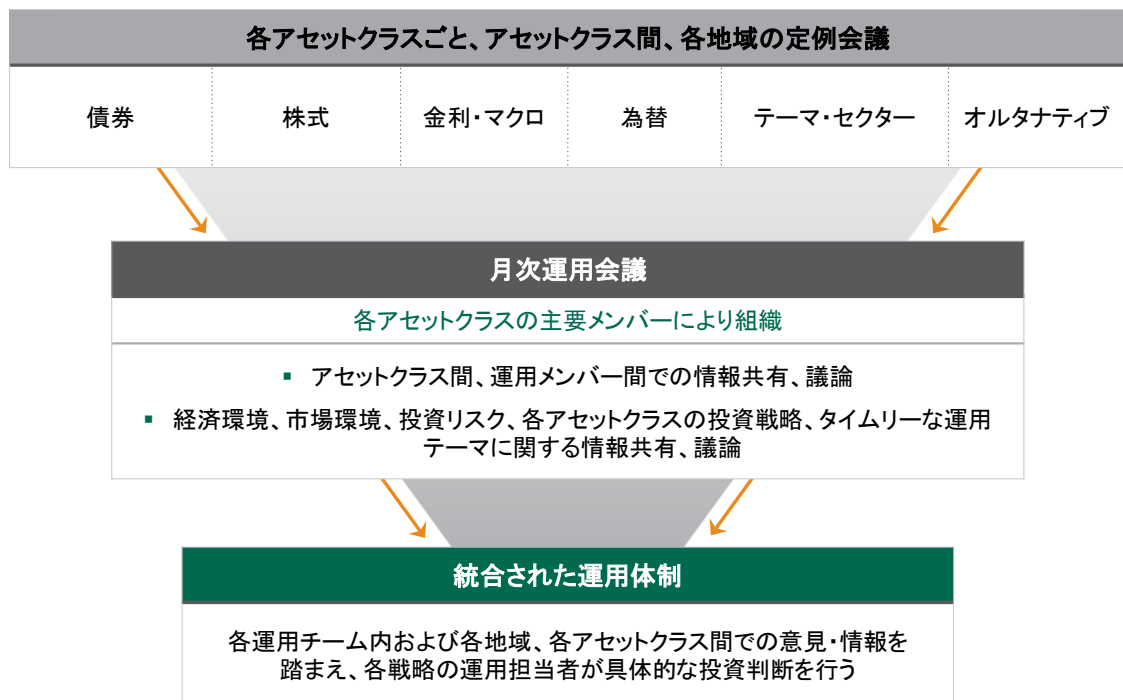 各アセットクラスごと、アセットクラス間、各地域の定例会議
債券 株式 金利・マクロ 為替 テーマ・セクター オルタナティブ
月次運用会議
各アセットクラスの主要メンバーにより組織
▪ アセットクラス間、運用メンバー間での情報共有、議論
▪ 経済環境、市場環境、投資リスク、各アセットクラスの投資戦略、タイムリーな運用
テーマに関する情報共有、議論
統合された運用体制
各運用チーム内および各地域、各アセットクラス間での意見・情報を
踏まえ、各戦略の運用担当者が具体的な投資判断を行う